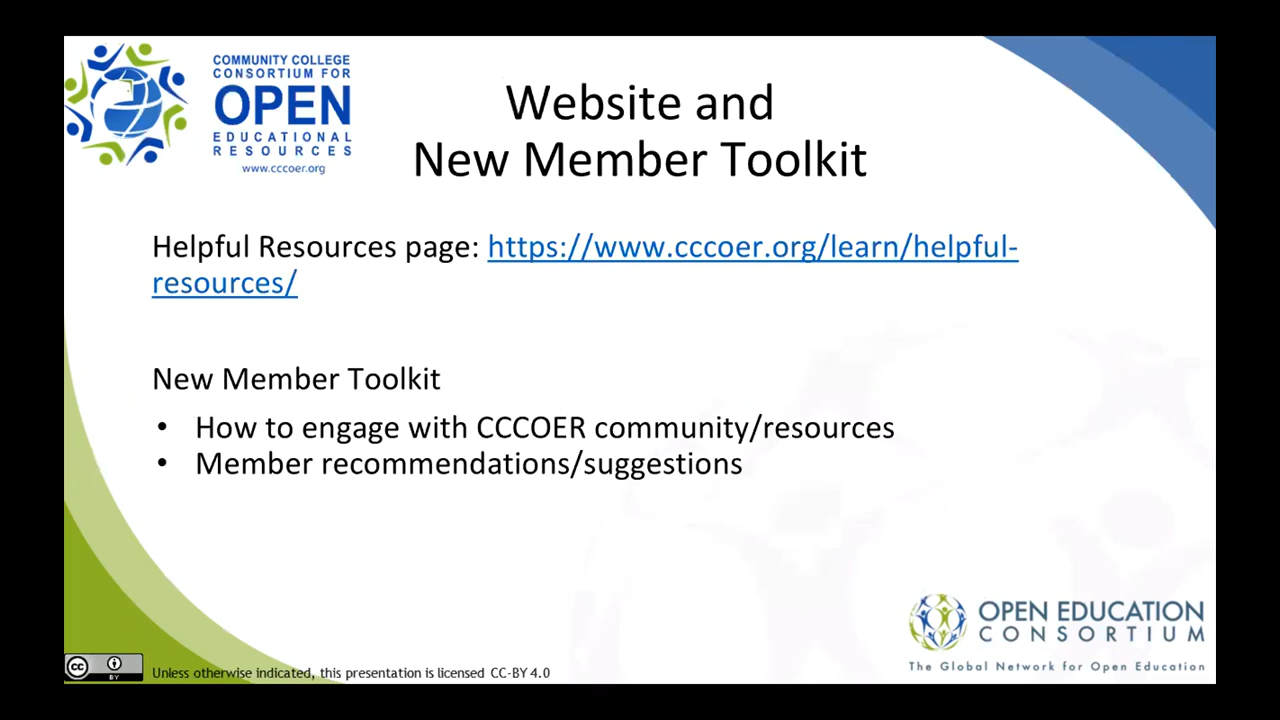 COMMUNITY COLLEGE
CONSORTIUM FOR
OPEN
EDUCATIONAL
RESOURCES
www.cccoer.org
Website and
New Member Toolkit
Helpful Resources page: https://www.cccoer.org/learn/helpful-
resources/
New Member Toolkit
• How to engage with CCCOER community/resources
• Member recommendations/suggestions
OPEN EDUCATION
CONSORTIUM
The Global Network for Open Education
cc
BY
Unless otherwise indicated, this presentation is licensed CC-BY 4.0